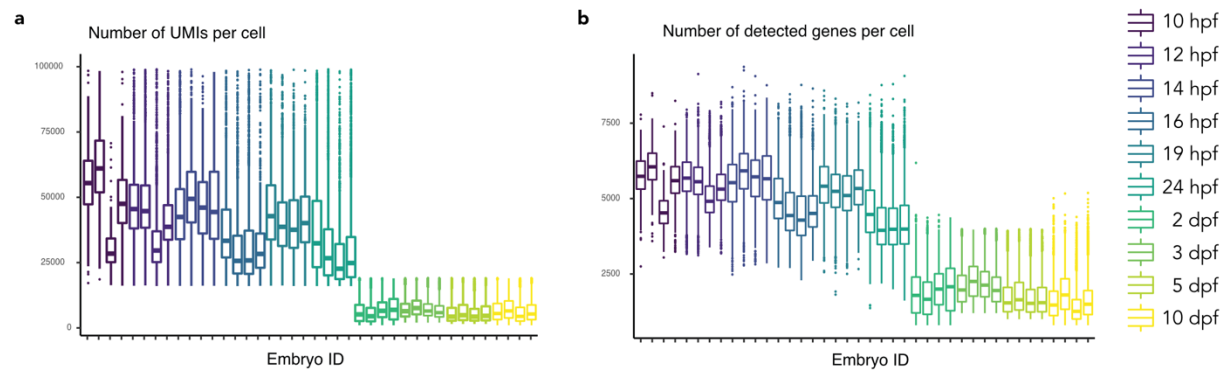 a
Number of UMIs per cell
100000
75000
50000
25000
0
Embryo ID
b
Number of detected genes per cell
7500
5000
2500
Embryo ID
10 hpf
12 hpf
14 hpf
16 hpf
19 hpf
24 hpf
2 dpf
3 dpf
5 dpf
10 dpf